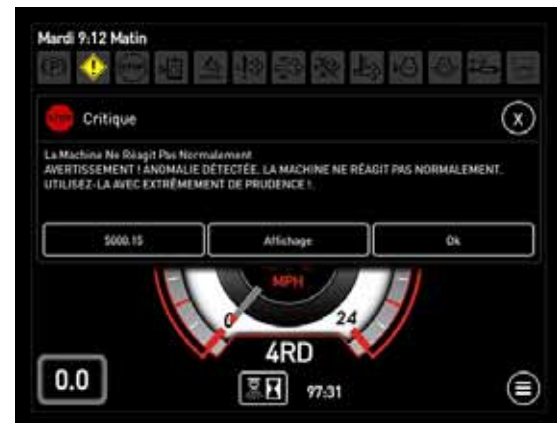 Mardi 9:12 Matin
(P)
STOP
STOP Critique X
La Machine Ne Réagit Pas Normalement
AVERTISSEMENT ! ANOMALIE DÉTECTÉE. LA MACHINE NE RÉAGIT PAS NORMALEMENT.
UTILISEZ-LA AVEC EXTRÊMEMENT DE PRUDENCE !.
5000.15 Affichage Ok
MPH
0 24
4RD
0.0 97:31